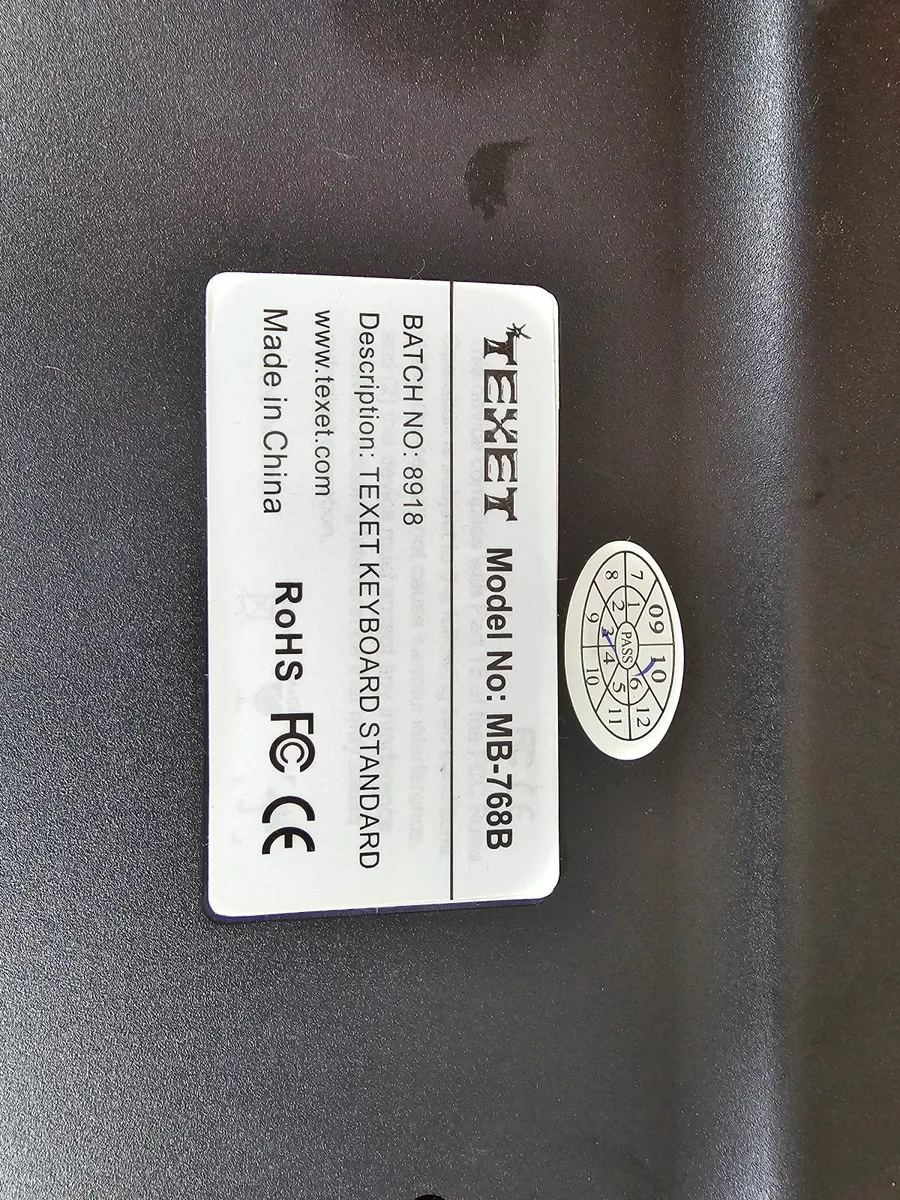 TEXET Model No: MB-768B
BATCH NO: 8918
Description: TEXET KEYBOARD STANDARD
www.texet.com
Made in China
RoHS FC CE
09 10
7 1 6 12
PASS
8 2 3 4 5 11
9 10